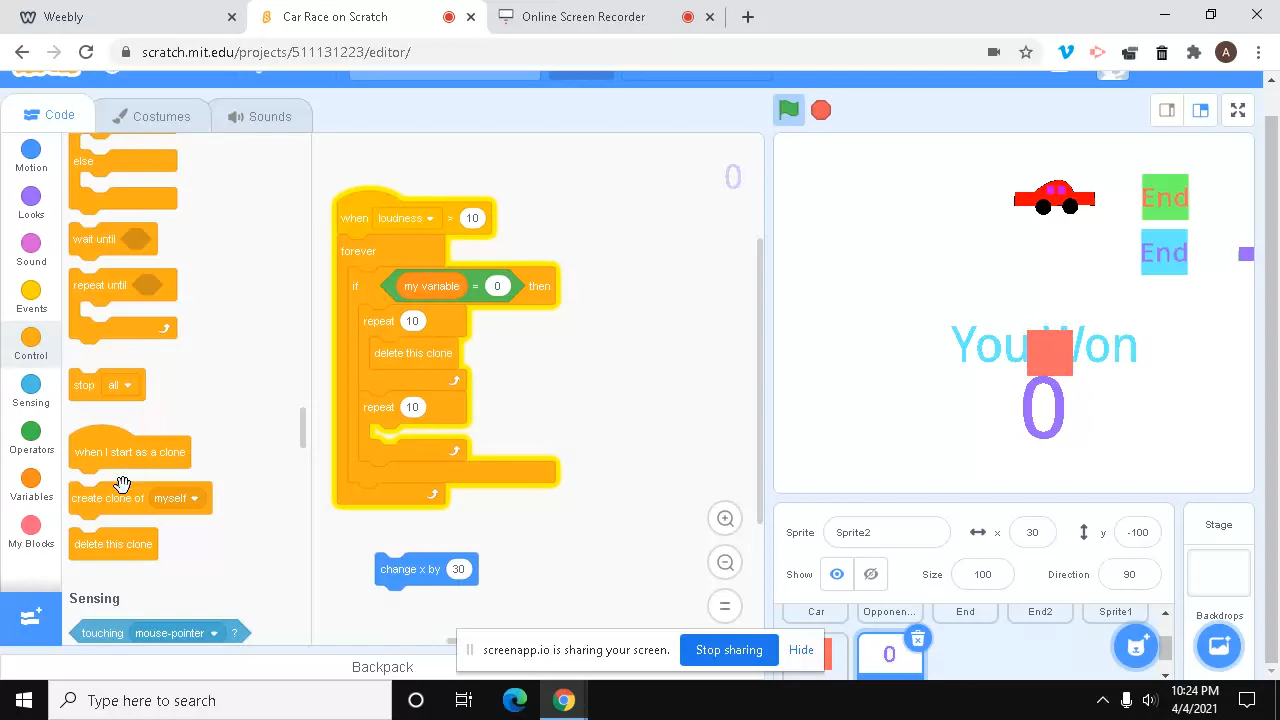 Weebly
Car Race on Scratch
Online Screen Recorder
scratch.mit.edu/projects/511131223/editor/
A
Code
Costumes
Sounds
Motion
Looks
Sound
Events
Control
Sensing
Operators
Variables
My Blocks
else
wait until
repeat until
stop all
when I start as a clone
create clone of myself
delete this clone
Sensing
touching mouse-pointer ?
0
when loudness > 10
forever
if my variable = 0 then
repeat 10
delete this clone
repeat 10
change x by 30
End
End
You Won
0
Sprite Sprite2 x 30 y -100
Show Size 100 Direction 90
Car
Opponen...
End
End2
Sprite1
0
Stage
Backdrops
Backpack
screenapp.io is sharing your screen.
Stop sharing
Hide
Type here to search
10:24 PM
4/4/2021